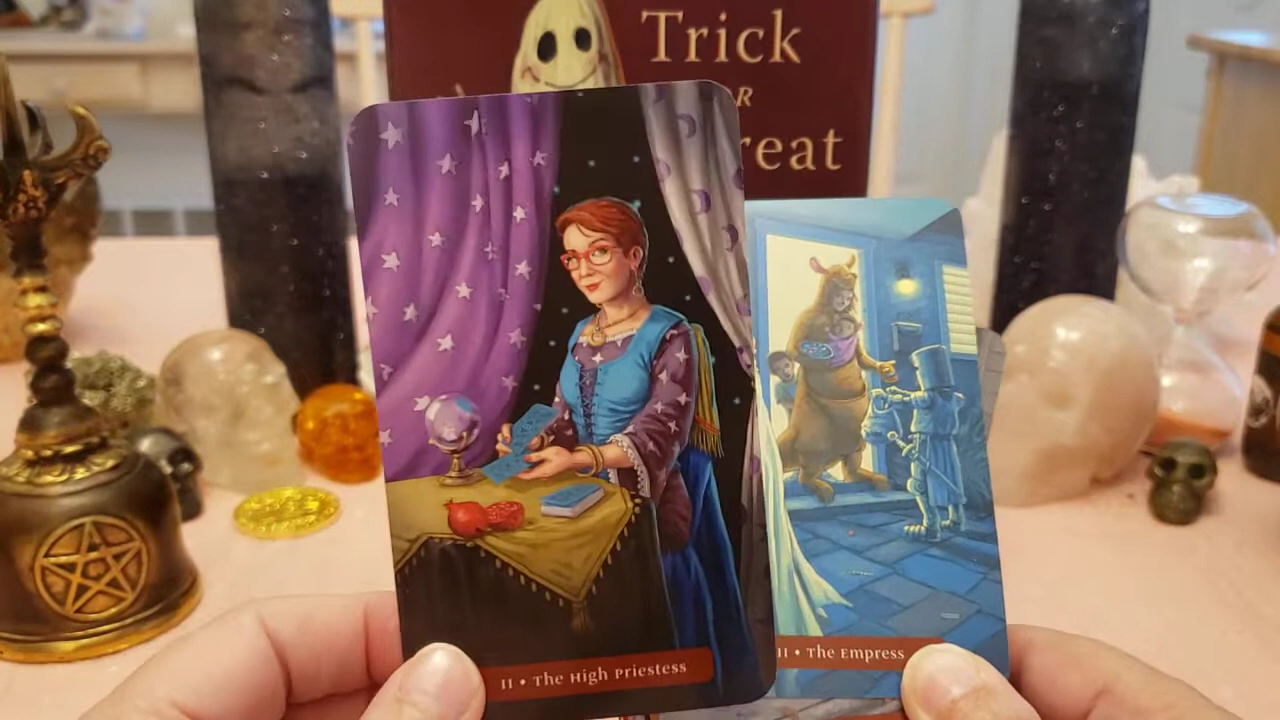 Trick
R
reat
II • The High Priestess
II • The Empress